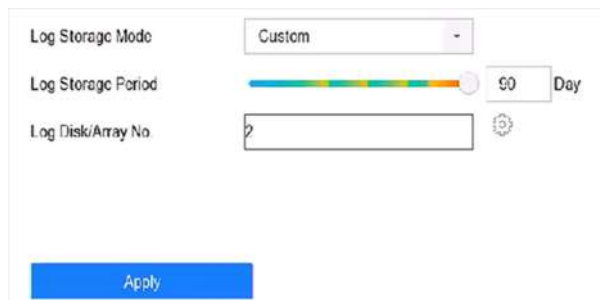 Log Storage Mode Custom
Log Storage Period 90 Day
Log Disk/Array No. 2
Apply